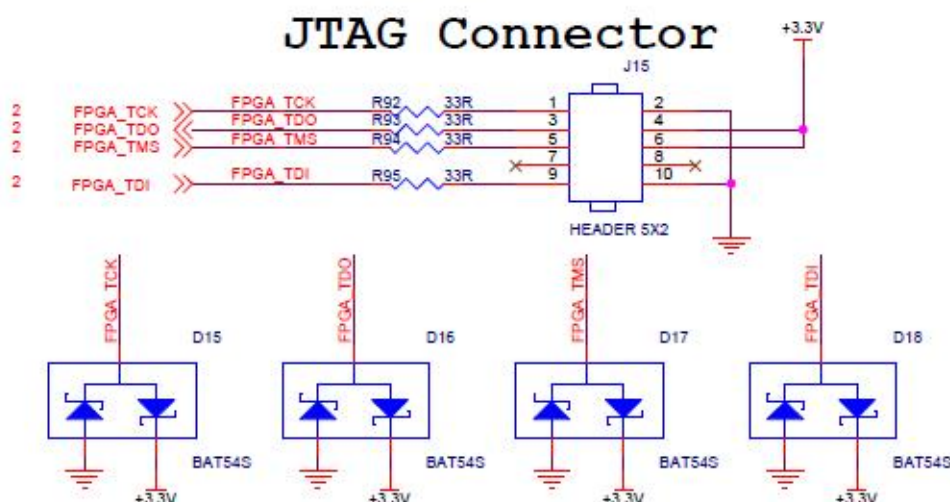 JTAG Connector
+3.3V
J15
2 FPGA_TCK FPGA_TCK R92 33R 1 2
2 FPGA_TDO FPGA_TDO R93 33R 3 4
2 FPGA_TMS FPGA_TMS R94 33R 5 6
7 8
2 FPGA_TDI FPGA_TDI R95 33R 9 10
HEADER 5X2
FPGA_TCK FPGA_TDO FPGA_TMS FPGA_TDI
D15 D16 D17 D18
BAT54S BAT54S BAT54S BAT54S
+3.3V +3.3V +3.3V +3.3V